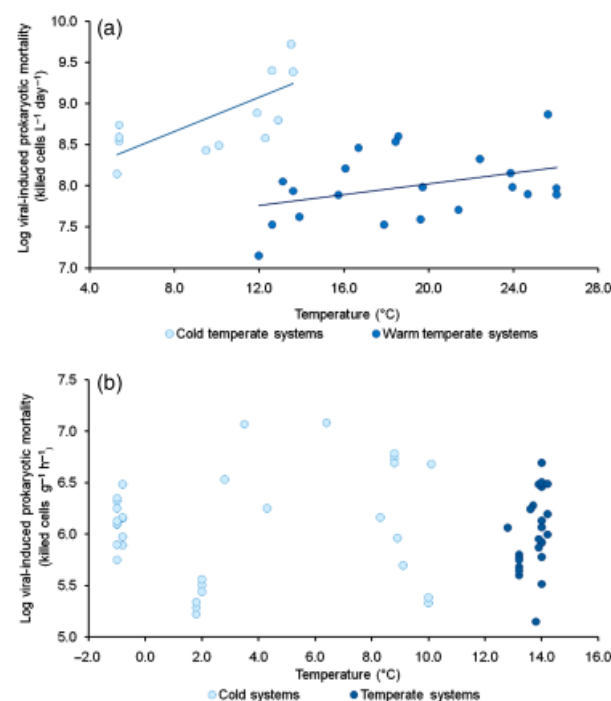 (a)
Log viral-induced prokaryotic mortality
(killed cells L⁻¹ day⁻¹)
10.0
9.5
9.0
8.5
8.0
7.5
7.0
4.0 8.0 12.0 16.0 20.0 24.0 28.0
Temperature (°C)
Cold temperate systems Warm temperate systems
(b)
Log viral-induced prokaryotic mortality
(killed cells g⁻¹ h⁻¹)
7.5
7.0
6.5
6.0
5.5
5.0
−2.0 0.0 2.0 4.0 6.0 8.0 10.0 12.0 14.0 16.0
Temperature (°C)
Cold systems Temperate systems